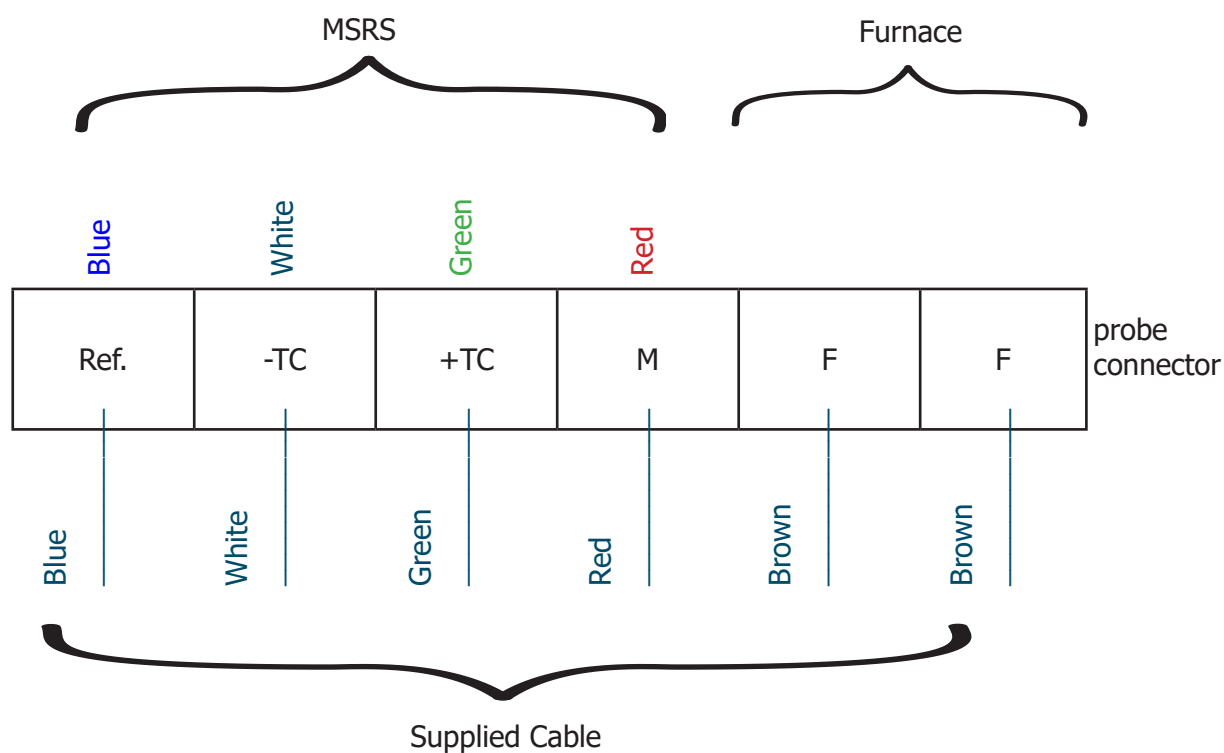 MSRS
Furnace
Blue
White
Green
Red
Ref.
-TC
+TC
M
F
F
probe
connector
Blue
White
Green
Red
Brown
Brown
Supplied Cable